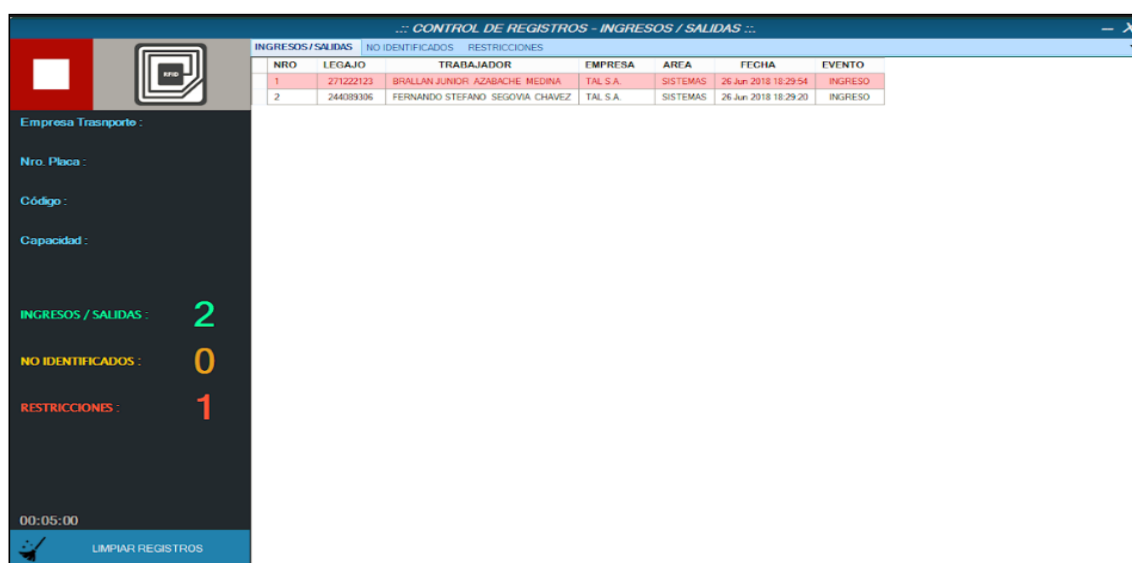 .:: CONTROL DE REGISTROS - INGRESOS / SALIDAS ::.
RFID
INGRESOS / SALIDAS NO IDENTIFICADOS RESTRICCIONES
NRO LEGAJO TRABAJADOR EMPRESA AREA FECHA EVENTO
1 271222123 BRALLAN JUNIOR AZABACHE MEDINA TAL S.A. SISTEMAS 26 Jun 2018 18:29:54 INGRESO
2 244089306 FERNANDO STEFANO SEGOVIA CHAVEZ TAL S.A. SISTEMAS 26 Jun 2018 18:29:20 INGRESO
Empresa Trasnporte :
Nro. Placa :
Código :
Capacidad :
INGRESOS / SALIDAS : 2
NO IDENTIFICADOS : 0
RESTRICCIONES : 1
00:05:00
LIMPIAR REGISTROS